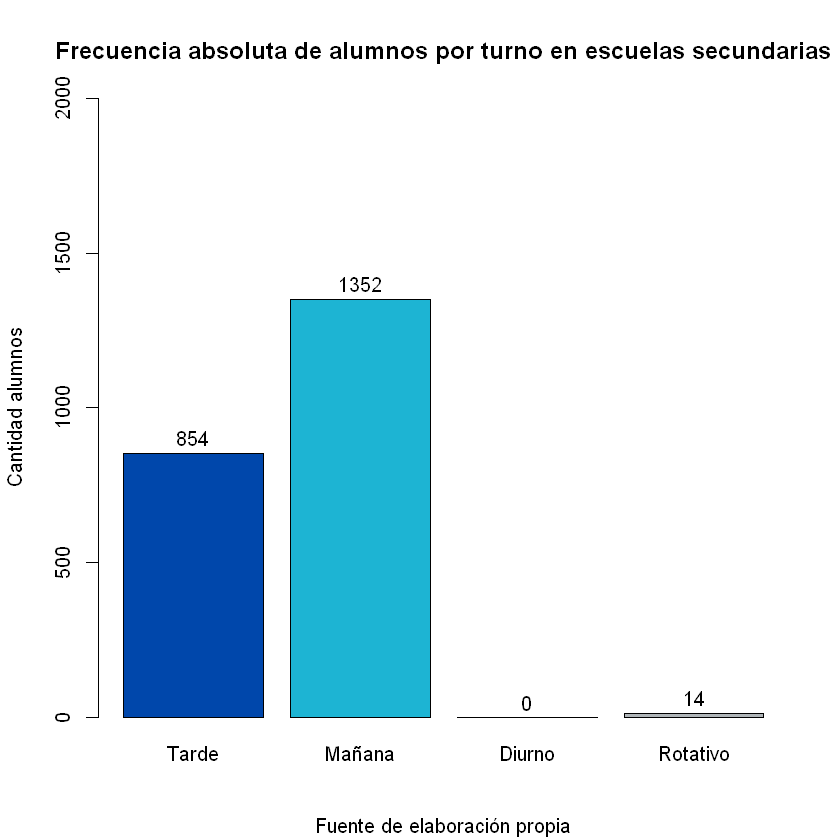 Frecuencia absoluta de alumnos por turno en escuelas secundarias
2000
1500
1000
500
0
Cantidad alumnos
854
1352
0
14
Tarde
Mañana
Diurno
Rotativo
Fuente de elaboración propia